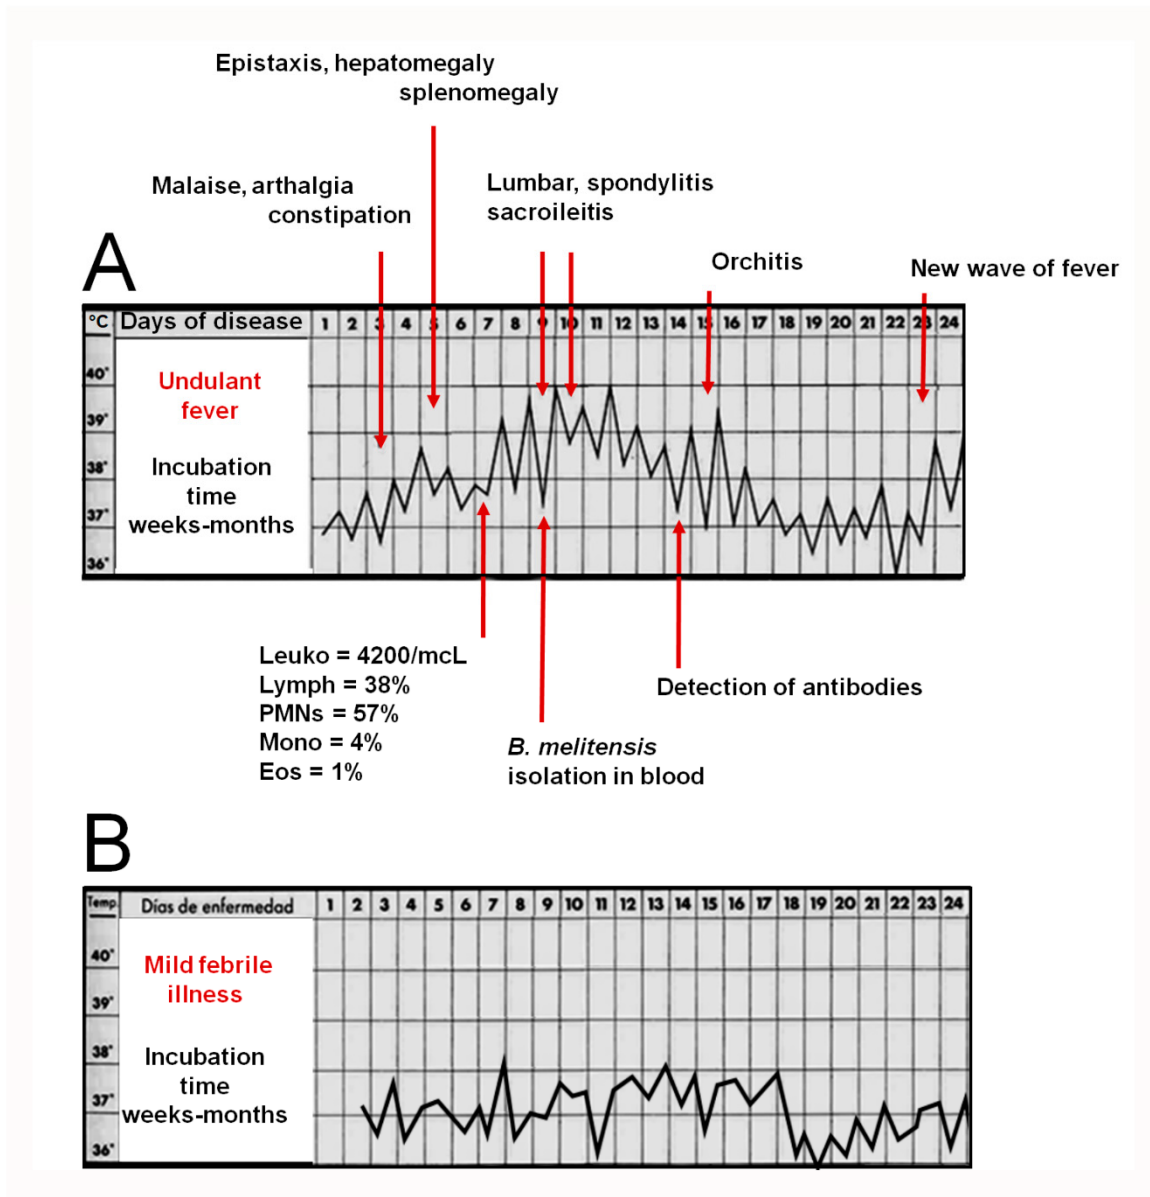 Epistaxis, hepatomegaly
splenomegaly
Malaise, arthalgia
constipation
Lumbar, spondylitis
sacroileitis
Orchitis
New wave of fever
A
°C Days of disease 1 2 3 4 5 6 7 8 9 10 11 12 13 14 15 16 17 18 19 20 21 22 23 24
40°
39°
38°
37°
36°
Undulant
fever
Incubation
time
weeks-months
Leuko = 4200/mcL
Lymph = 38%
PMNs = 57%
Mono = 4%
Eos = 1%
B. melitensis
isolation in blood
Detection of antibodies
B
Temp. Días de enfermedad 1 2 3 4 5 6 7 8 9 10 11 12 13 14 15 16 17 18 19 20 21 22 23 24
40°
39°
38°
37°
36°
Mild febrile
illness
Incubation
time
weeks-months